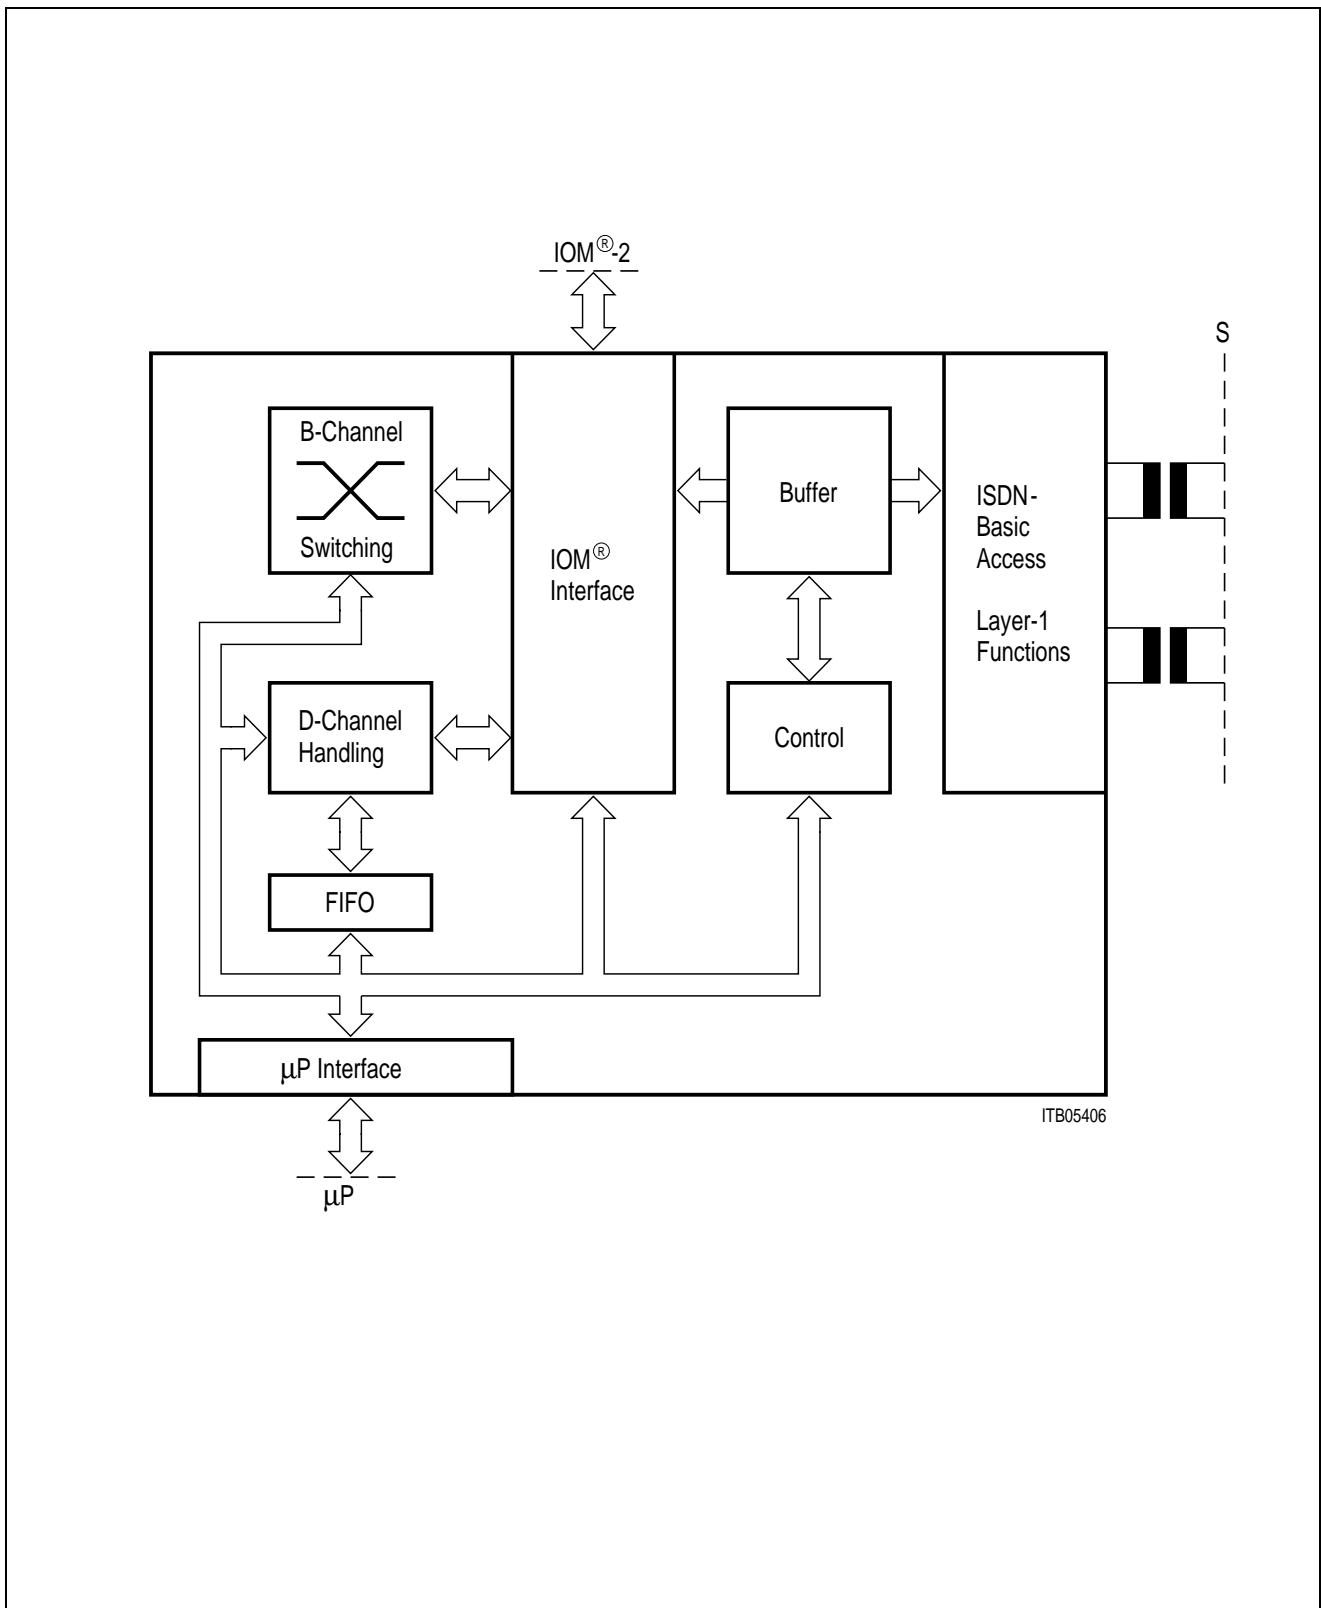 IOM®-2
S
B-Channel
Switching
IOM®
Interface
Buffer
ISDN-
Basic
Access
Layer-1
Functions
D-Channel
Handling
Control
FIFO
µP Interface
ITB05406
µP